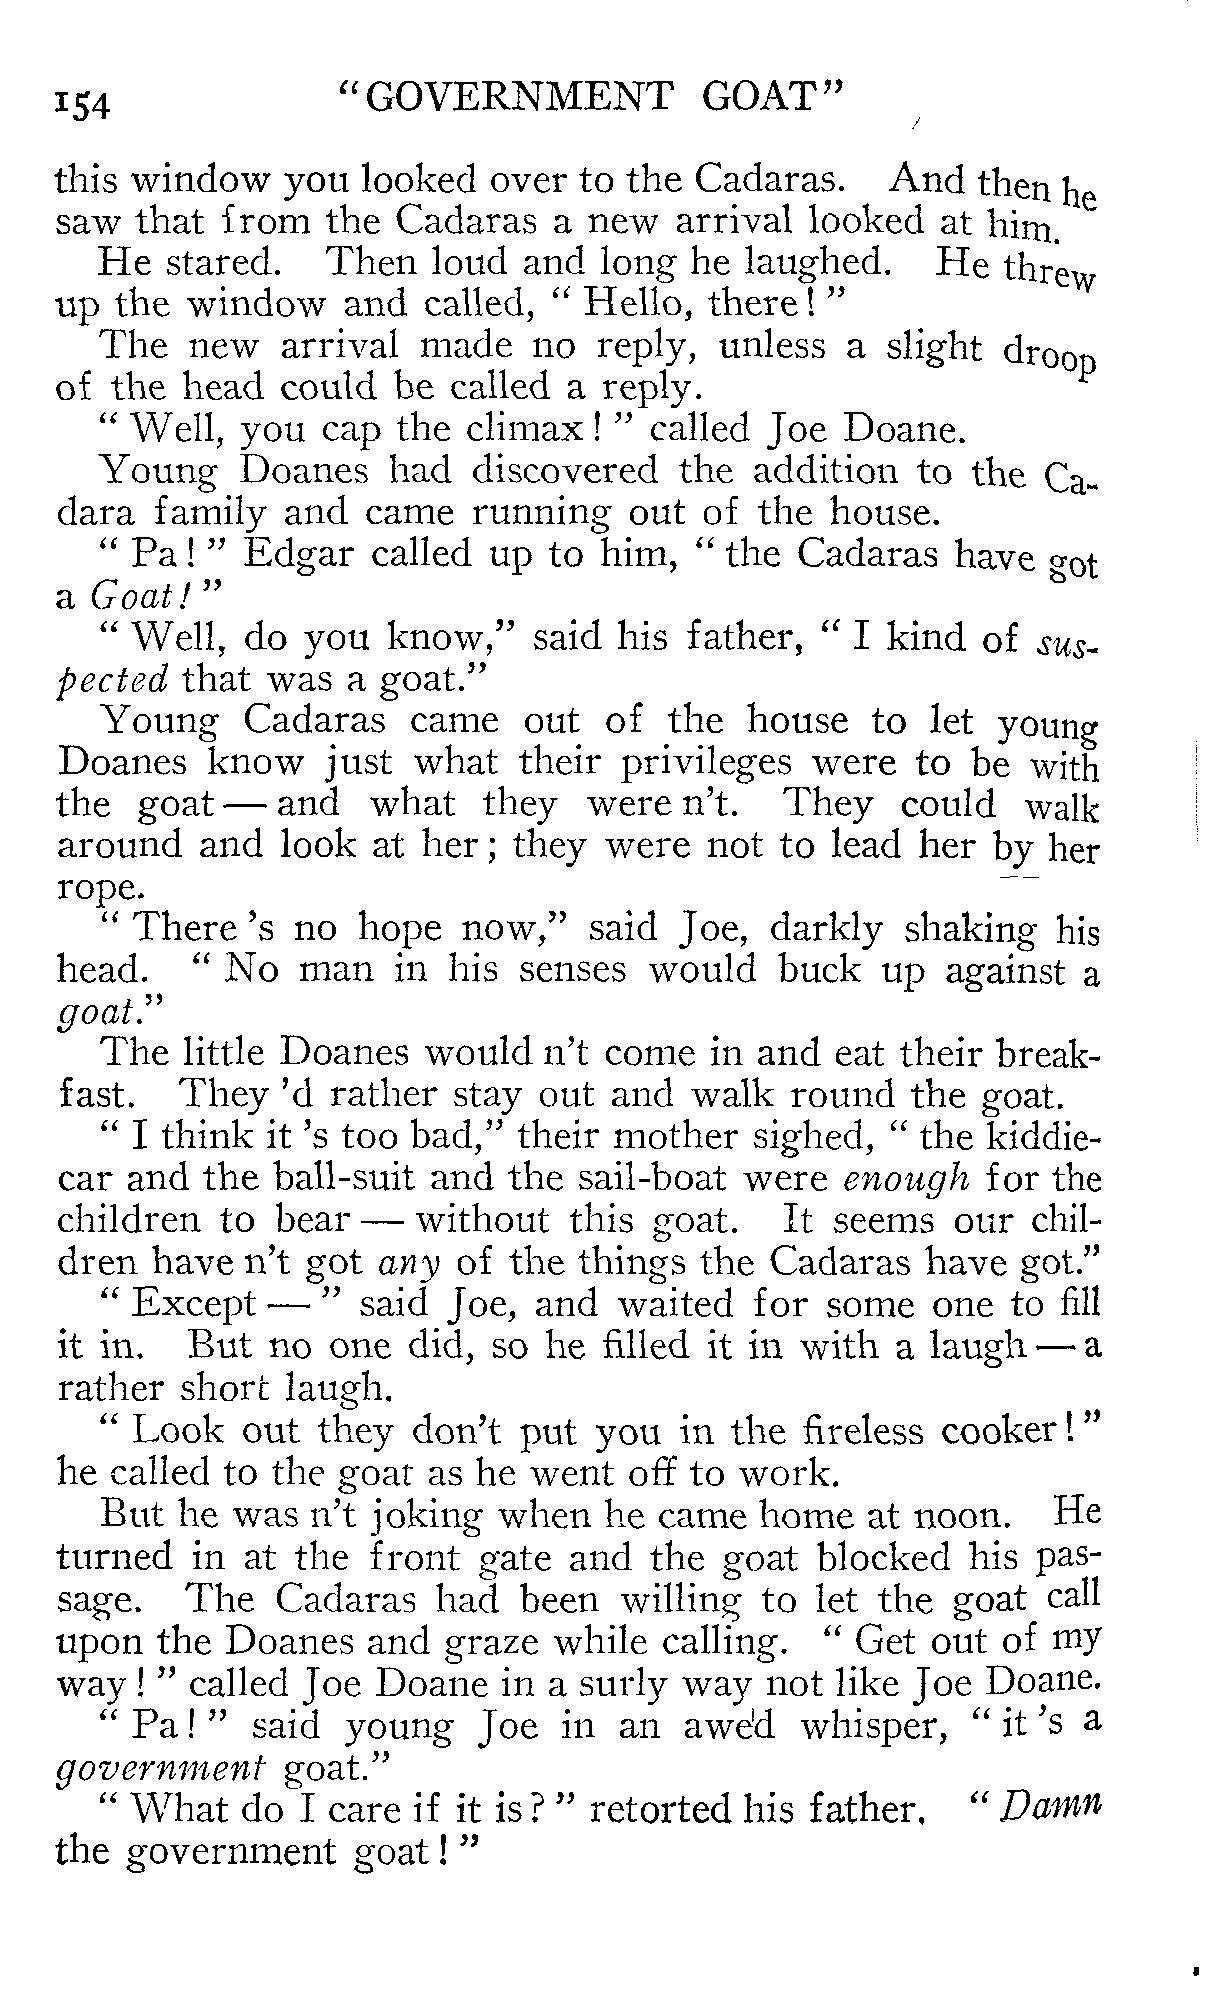 154 "GOVERNMENT GOAT"
this window you looked over to the Cadaras. And then he
saw that from the Cadaras a new arrival looked at him.
He stared. Then loud and long he laughed. He threw
up the window and called, " Hello, there! "
The new arrival made no reply, unless a slight droop
of the head could be called a reply.
" Well, you cap the climax! " called Joe Doane.
Young Doanes had discovered the addition to the Ca-
dara family and came running out of the house.
" Pa! " Edgar called up to him, " the Cadaras have got
a Goat! "
" Well, do you know," said his father, " I kind of sus-
pected that was a goat."
Young Cadaras came out of the house to let young
Doanes know just what their privileges were to be with
the goat — and what they were n't. They could walk
around and look at her; they were not to lead her by her
rope.
" There 's no hope now," said Joe, darkly shaking his
head. " No man in his senses would buck up against a
goat."
The little Doanes would n't come in and eat their break-
fast. They 'd rather stay out and walk round the goat.
" I think it 's too bad," their mother sighed, " the kiddie-
car and the ball-suit and the sail-boat were enough for the
children to bear — without this goat. It seems our chil-
dren have n't got any of the things the Cadaras have got."
" Except — " said Joe, and waited for some one to fill
it in. But no one did, so he filled it in with a laugh — a
rather short laugh.
" Look out they don't put you in the fireless cooker! "
he called to the goat as he went off to work.
But he was n't joking when he came home at noon. He
turned in at the front gate and the goat blocked his pas-
sage. The Cadaras had been willing to let the goat call
upon the Doanes and graze while calling. " Get out of my
way! " called Joe Doane in a surly way not like Joe Doane.
" Pa! " said young Joe in an awe'd whisper, " it 's a
government goat."
" What do I care if it is? " retorted his father. " Damn
the government goat! "